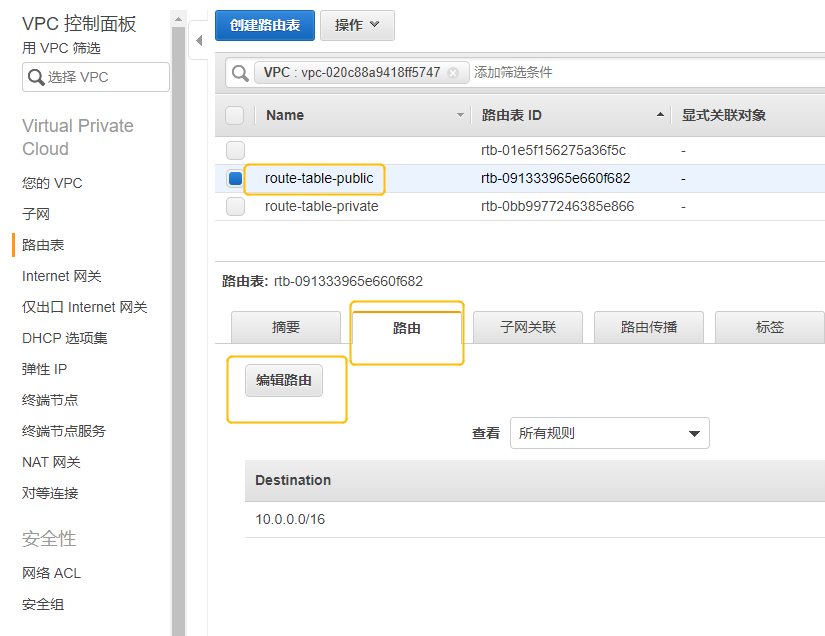 VPC 控制面板
用 VPC 筛选
选择 VPC
Virtual Private
Cloud
您的 VPC
子网
路由表
Internet 网关
仅出口 Internet 网关
DHCP 选项集
弹性 IP
终端节点
终端节点服务
NAT 网关
对等连接
安全性
网络 ACL
安全组
创建路由表 操作
VPC : vpc-020c88a9418ff5747 添加筛选条件
Name 路由表 ID 显式关联对象
rtb-01e5f156275a36f5c -
route-table-public rtb-091333965e660f682 -
route-table-private rtb-0bb9977246385e866 -
路由表: rtb-091333965e660f682
摘要 路由 子网关联 路由传播 标签
编辑路由
查看 所有规则
Destination
10.0.0.0/16